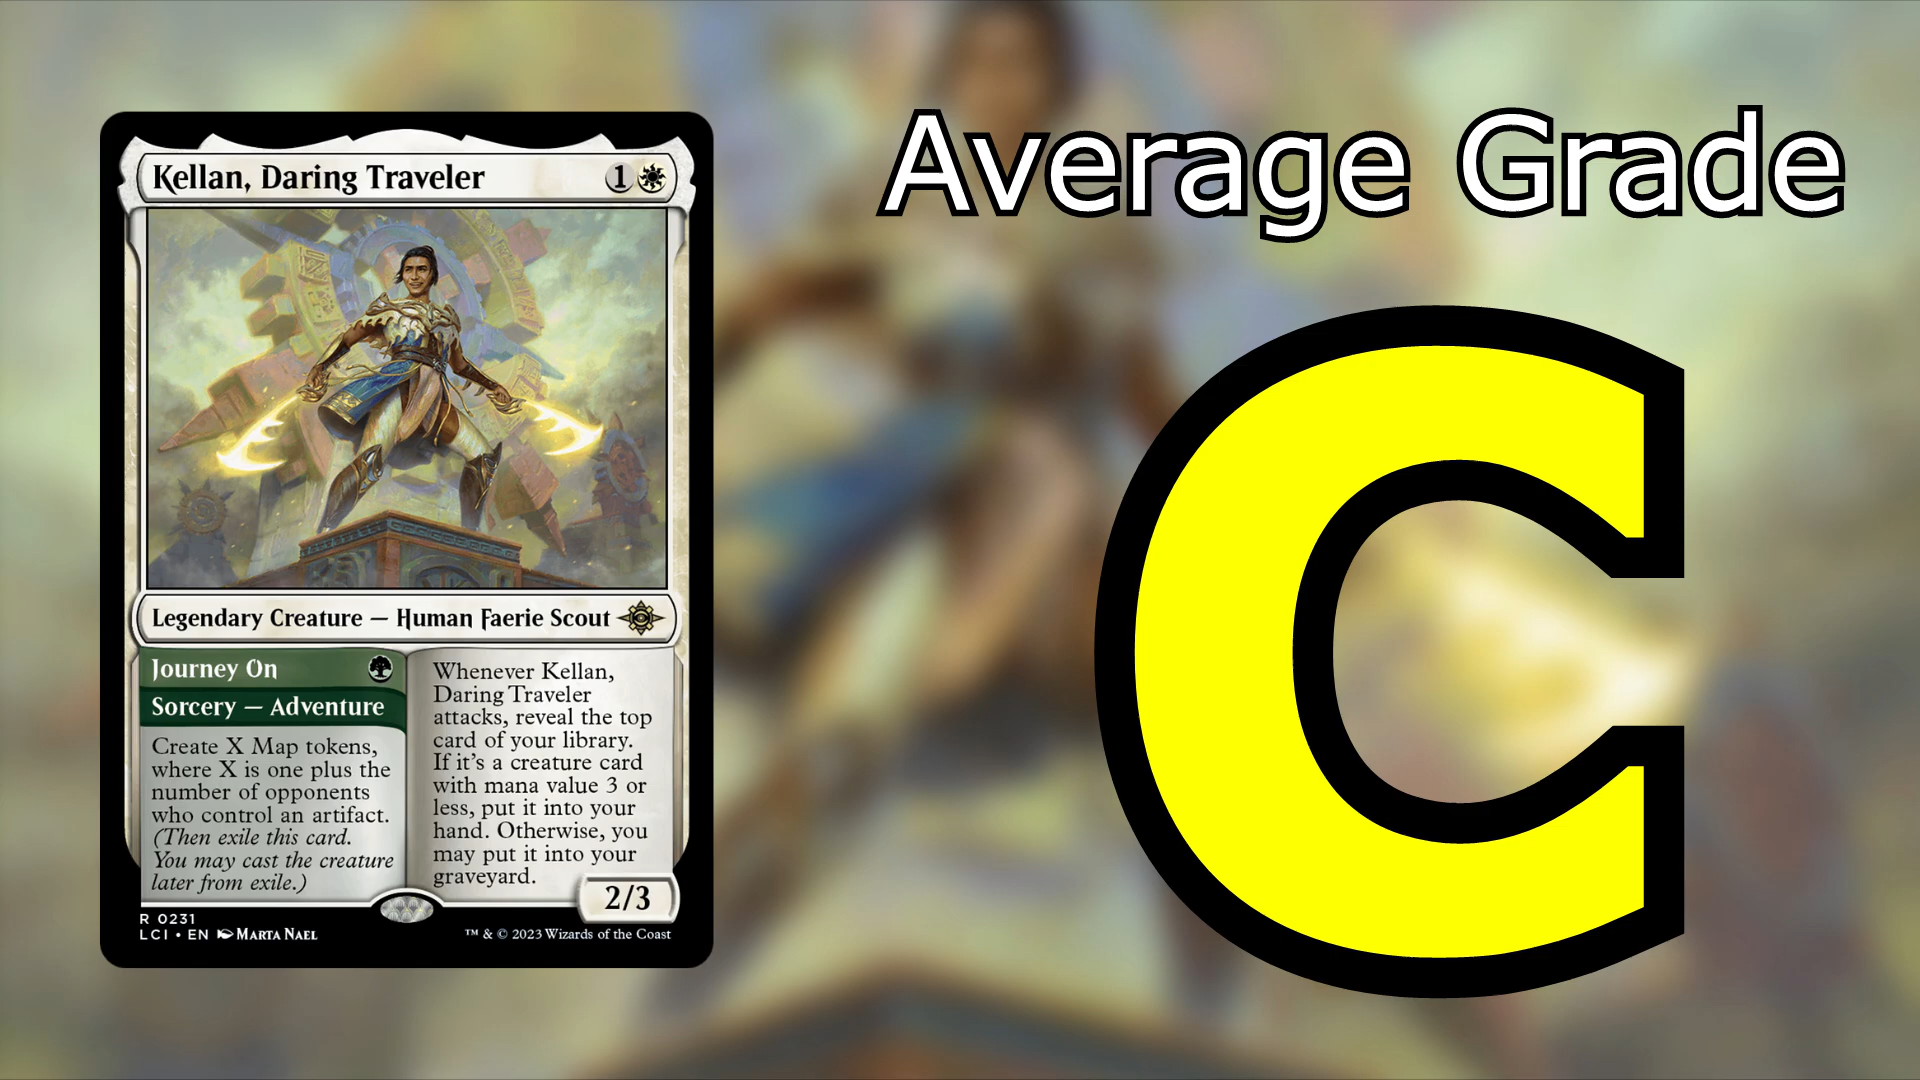 Kellan, Daring Traveler 1
Average Grade
C
Legendary Creature — Human Faerie Scout
Journey On
Sorcery — Adventure
Create X Map tokens,
where X is one plus the
number of opponents
who control an artifact.
(Then exile this card.
You may cast the creature
later from exile.)
Whenever Kellan,
Daring Traveler
attacks, reveal the top
card of your library.
If it's a creature card
with mana value 3 or
less, put it into your
hand. Otherwise, you
may put it into your
graveyard.
2/3
R 0231
LCI • EN MARTA NAEL
™ & © 2023 Wizards of the Coast